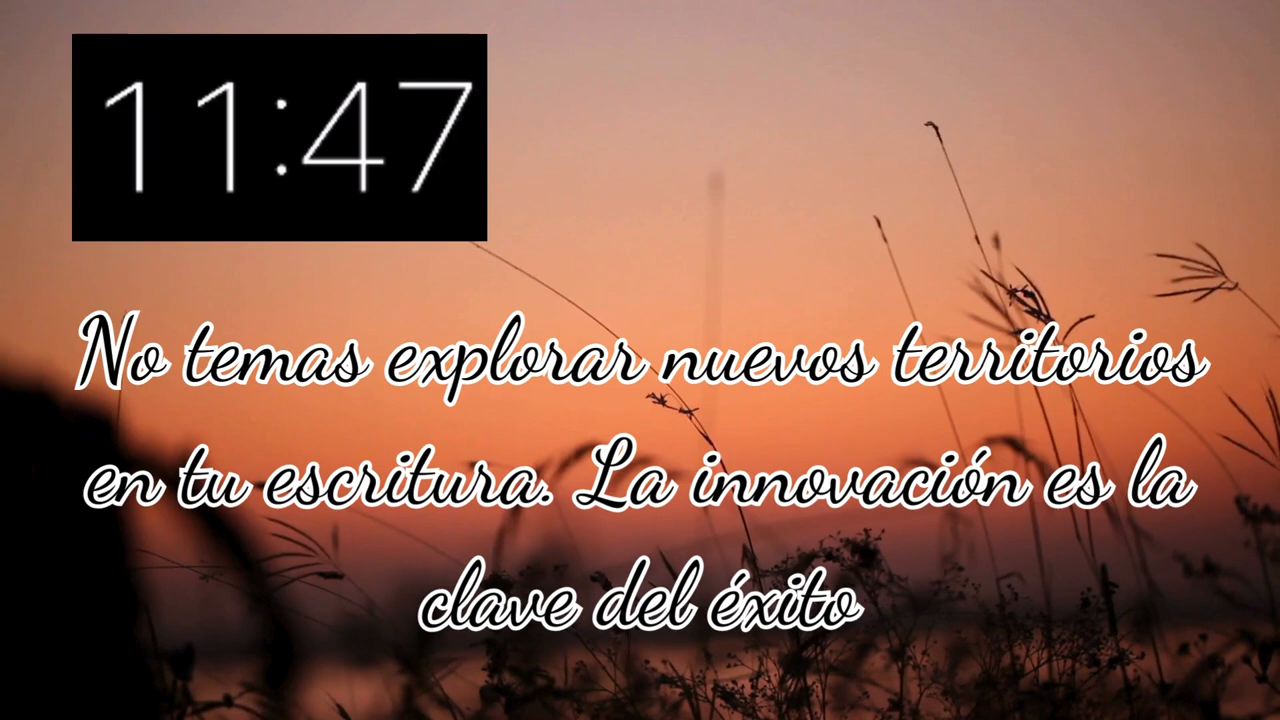 11:47
No temas explorar nuevos territorios
en tu escritura. La innovación es la
clave del éxito